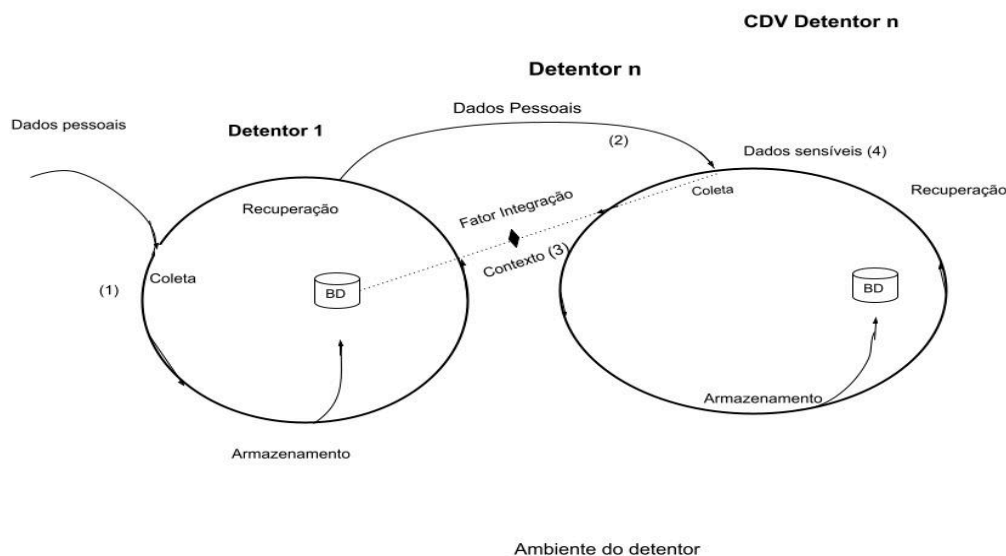 CDV Detentor n
Detentor n
Dados Pessoais
Dados pessoais
Detentor 1
(2)
Dados sensíveis (4)
Coleta
Recuperação
Recuperação
Fator Integração
Contexto (3)
Coleta
(1)
BD
BD
Armazenamento
Armazenamento
Ambiente do detentor